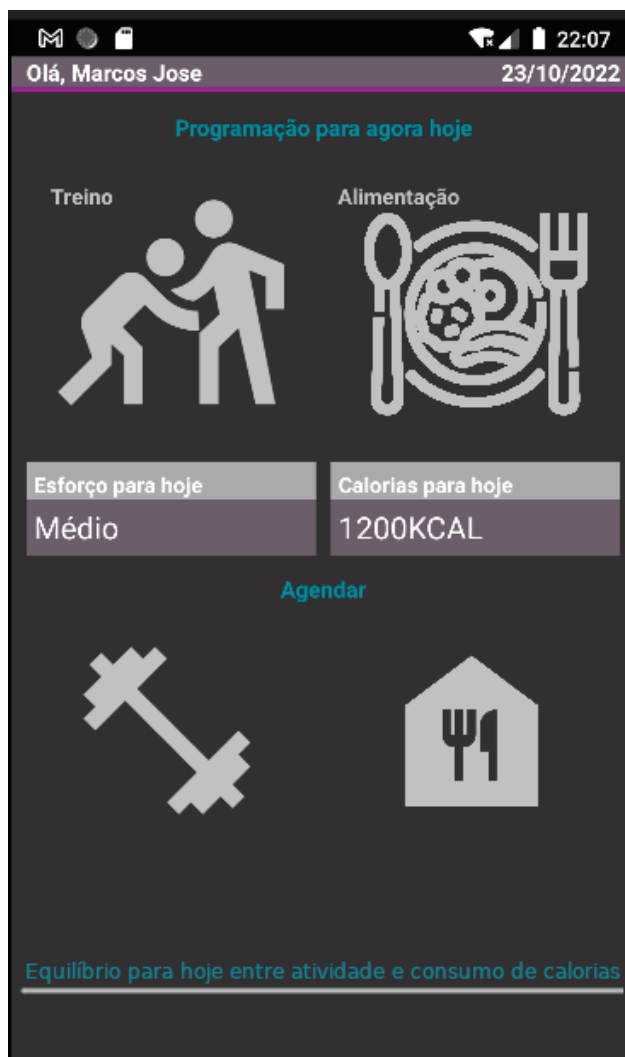 22:07
Olá, Marcos Jose 23/10/2022
Programação para agora hoje
Treino Alimentação
Esforço para hoje Calorias para hoje
Médio 1200KCAL
Agendar
Equilíbrio para hoje entre atividade e consumo de calorias